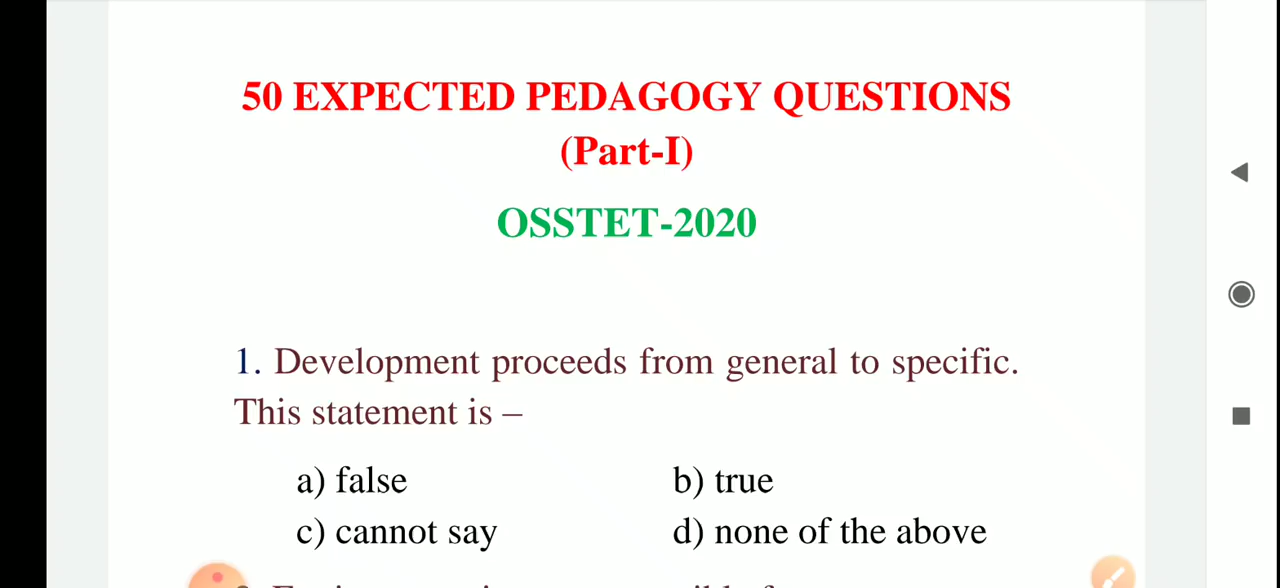 50 EXPECTED PEDAGOGY QUESTIONS
(Part-I)
OSSTET-2020
1. Development proceeds from general to specific.
This statement is –
a) false b) true
c) cannot say d) none of the above